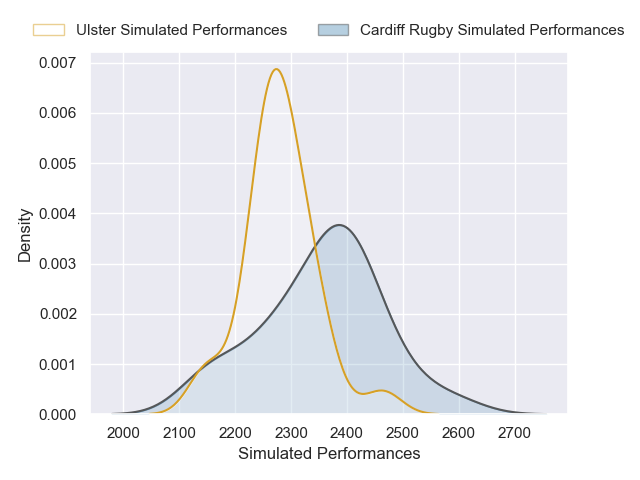 Ulster Simulated Performances
Cardiff Rugby Simulated Performances
0.007
0.006
0.005
0.004
0.003
0.002
0.001
0.000
Density
2000 2100 2200 2300 2400 2500 2600 2700
Simulated Performances